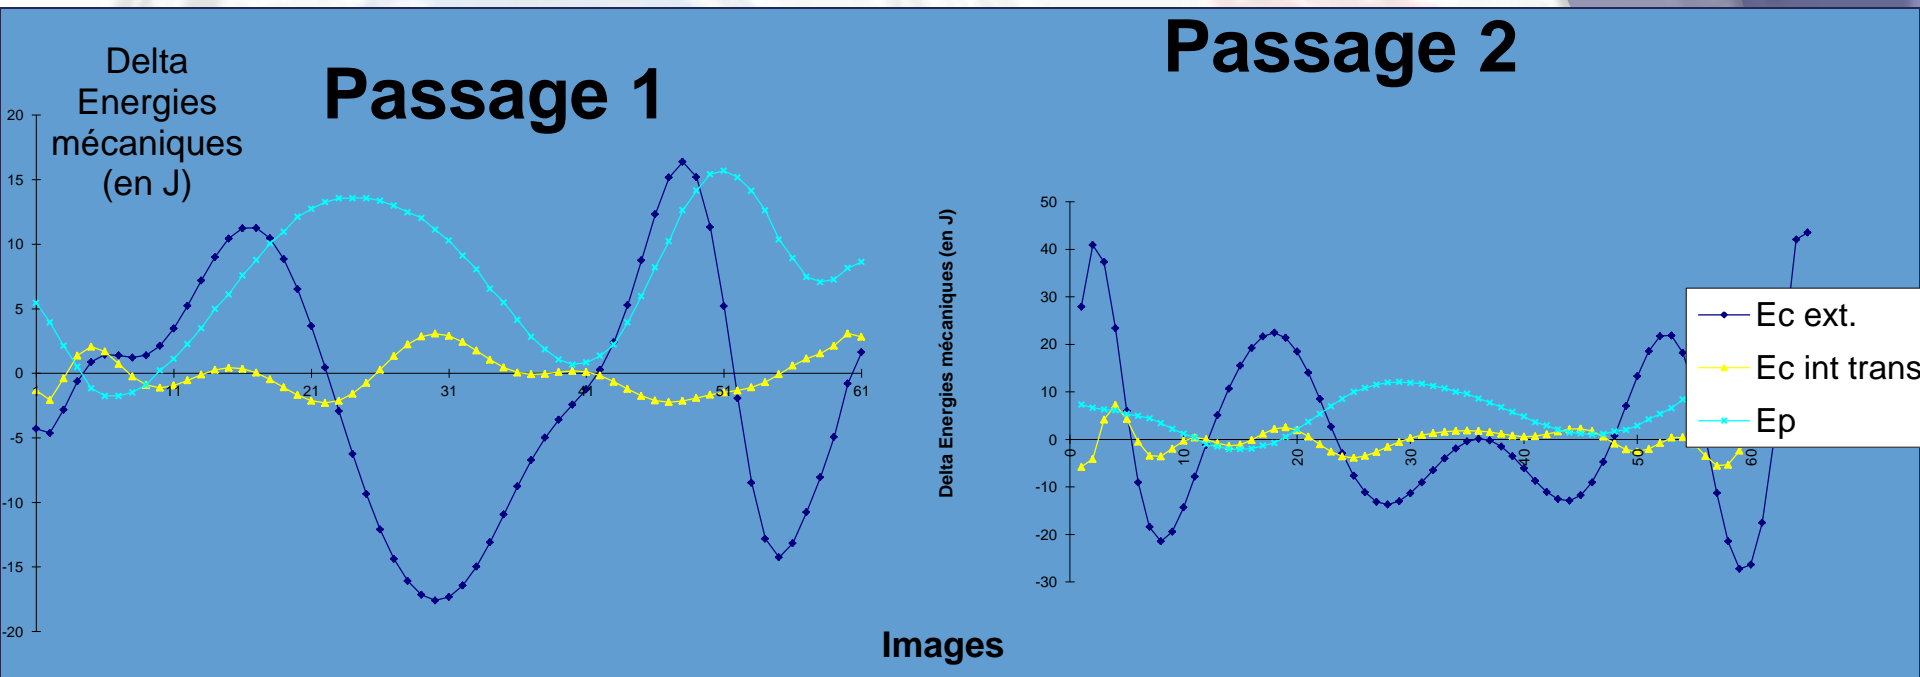 Passage 2
Delta
Energies
mécaniques
(en J)
Passage 1
20
15
10
5
0
-5
-10
-15
-20
11
21
31
41
51
61
Delta Energies mécaniques (en J)
50
40
30
20
10
0
-10
-20
-30
0
10
20
30
40
50
60
Ec ext.
Ec int trans
Ep
Images